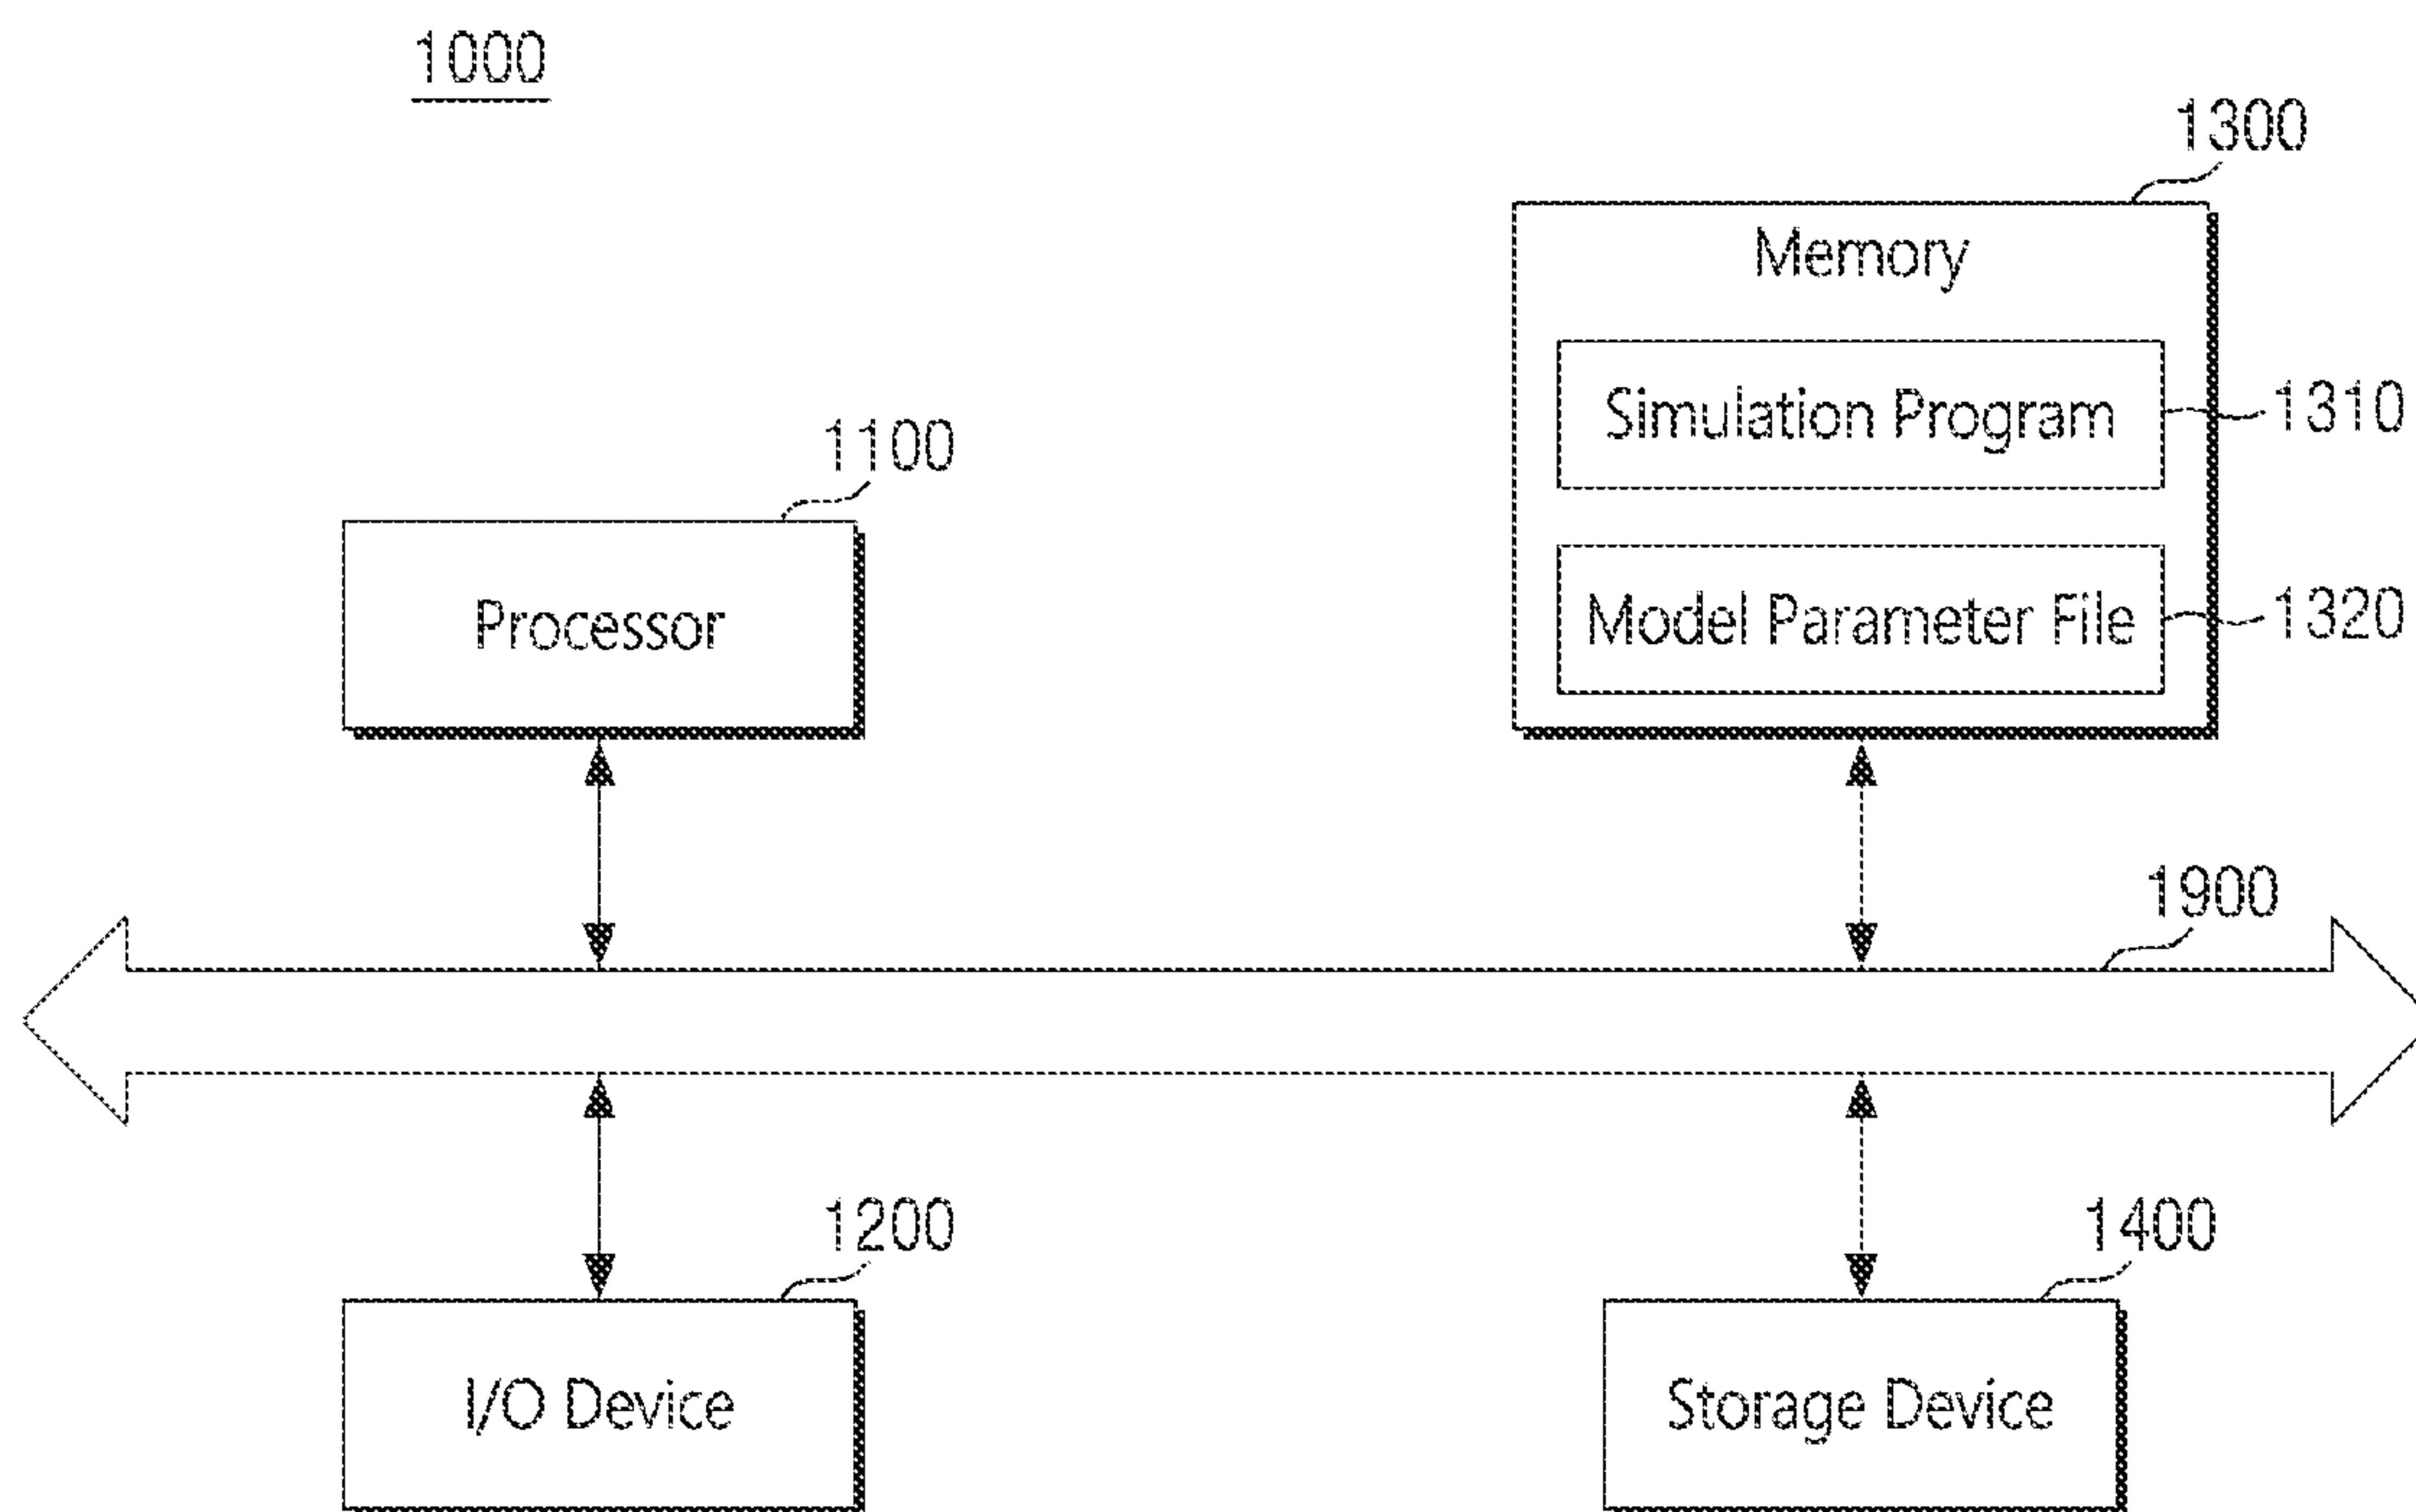 1000
1300
Memory
Simulation Program
1310
1100
Processor
Model Parameter File
1320
1900
1200
I/O Device
1400
Storage Device